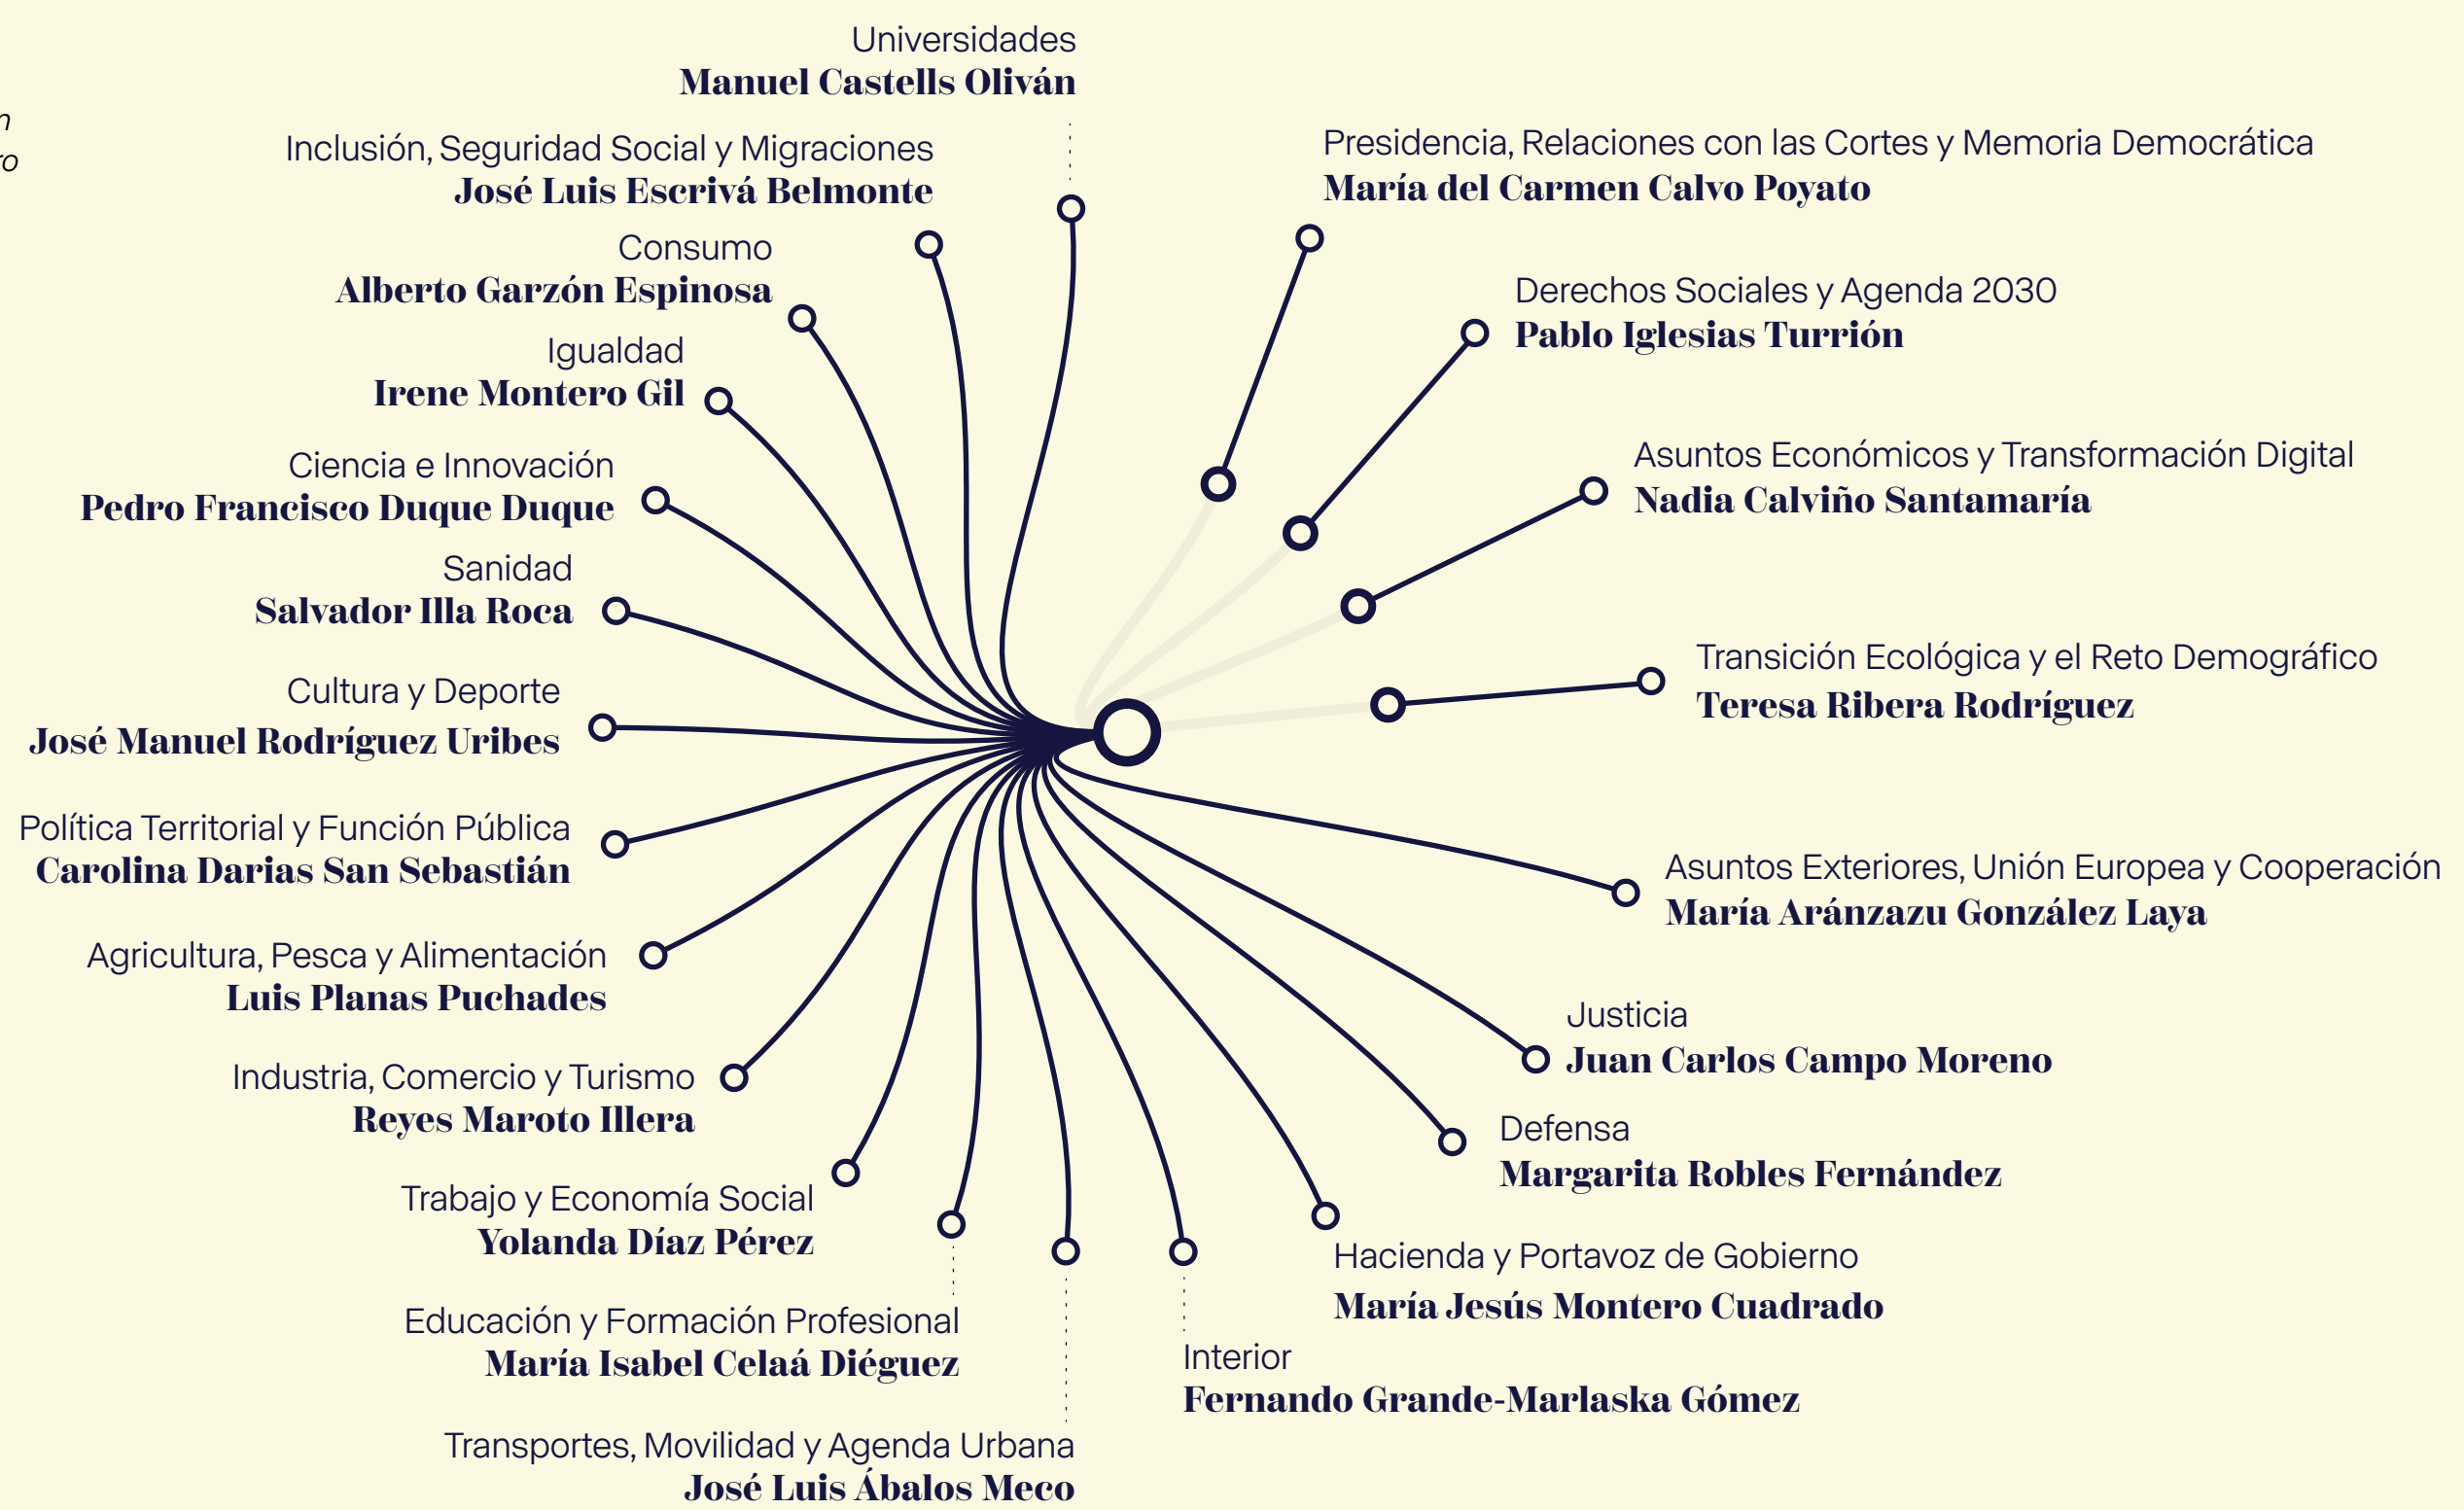 Universidades
Manuel Castells Oliván
Inclusión, Seguridad Social y Migraciones
José Luis Escrivá Belmonte
Consumo
Alberto Garzón Espinosa
Igualdad
Irene Montero Gil
Ciencia e Innovación
Pedro Francisco Duque Duque
Sanidad
Salvador Illa Roca
Cultura y Deporte
José Manuel Rodríguez Uribes
Política Territorial y Función Pública
Carolina Darias San Sebastián
Agricultura, Pesca y Alimentación
Luis Planas Puchades
Industria, Comercio y Turismo
Reyes Maroto Illera
Trabajo y Economía Social
Yolanda Díaz Pérez
Educación y Formación Profesional
María Isabel Celaá Diéguez
Transportes, Movilidad y Agenda Urbana
José Luis Ábalos Meco
Presidencia, Relaciones con las Cortes y Memoria Democrática
María del Carmen Calvo Poyato
Derechos Sociales y Agenda 2030
Pablo Iglesias Turrión
Asuntos Económicos y Transformación Digital
Nadia Calviño Santamaría
Transición Ecológica y el Reto Demográfico
Teresa Ribera Rodríguez
Asuntos Exteriores, Unión Europea y Cooperación
María Aránzazu González Laya
Justicia
Juan Carlos Campo Moreno
Defensa
Margarita Robles Fernández
Hacienda y Portavoz de Gobierno
María Jesús Montero Cuadrado
Interior
Fernando Grande-Marlaska Gómez